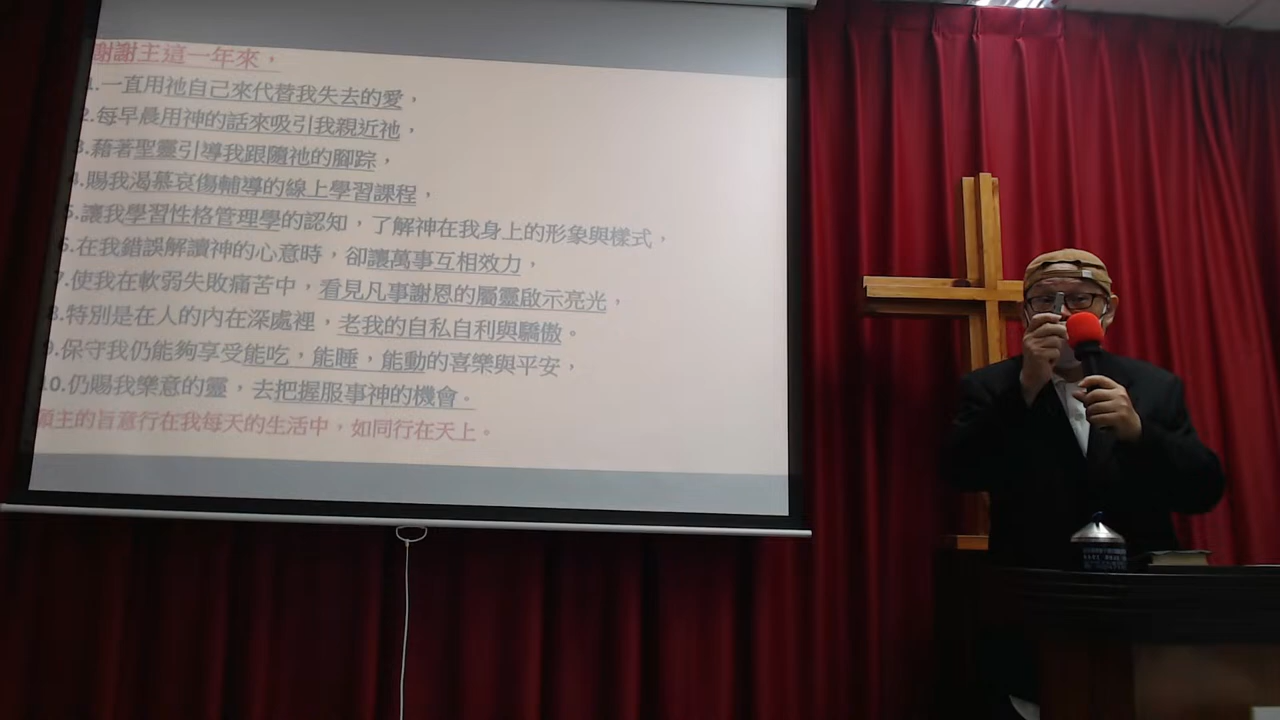 謝謝主這一年來，
1.一直用祂自己來代替我失去的愛，
2.每早晨用神的話來吸引我親近祂，
3.藉著聖靈引導我跟隨祂的腳踪，
4.賜我渴慕哀傷輔導的線上學習課程，
5.讓我學習性格管理學的認知，了解神在我身上的形象與樣式，
6.在我錯誤解讀神的心意時，卻讓萬事互相效力，
7.使我在軟弱失敗痛苦中，看見凡事謝恩的屬靈啟示亮光，
8.特別是在人的內在深處裡，老我的自私自利與驕傲。
9.保守我仍能夠享受能吃，能睡，能動的喜樂與平安，
10.仍賜我樂意的靈，去把握服事神的機會。
願主的旨意行在我每天的生活中，如同行在天上。